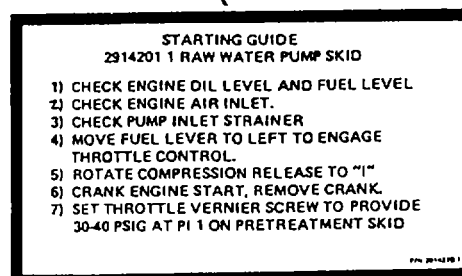 STARTING GUIDE
2914201 1 RAW WATER PUMP SKID
1) CHECK ENGINE OIL LEVEL AND FUEL LEVEL
2) CHECK ENGINE AIR INLET.
3) CHECK PUMP INLET STRAINER
4) MOVE FUEL LEVER TO LEFT TO ENGAGE
THROTTLE CONTROL.
5) ROTATE COMPRESSION RELEASE TO "I"
6) CRANK ENGINE START, REMOVE CRANK.
7) SET THROTTLE VERNIER SCREW TO PROVIDE
30-40 PSIG AT PI 1 ON PRETREATMENT SKID
P/N